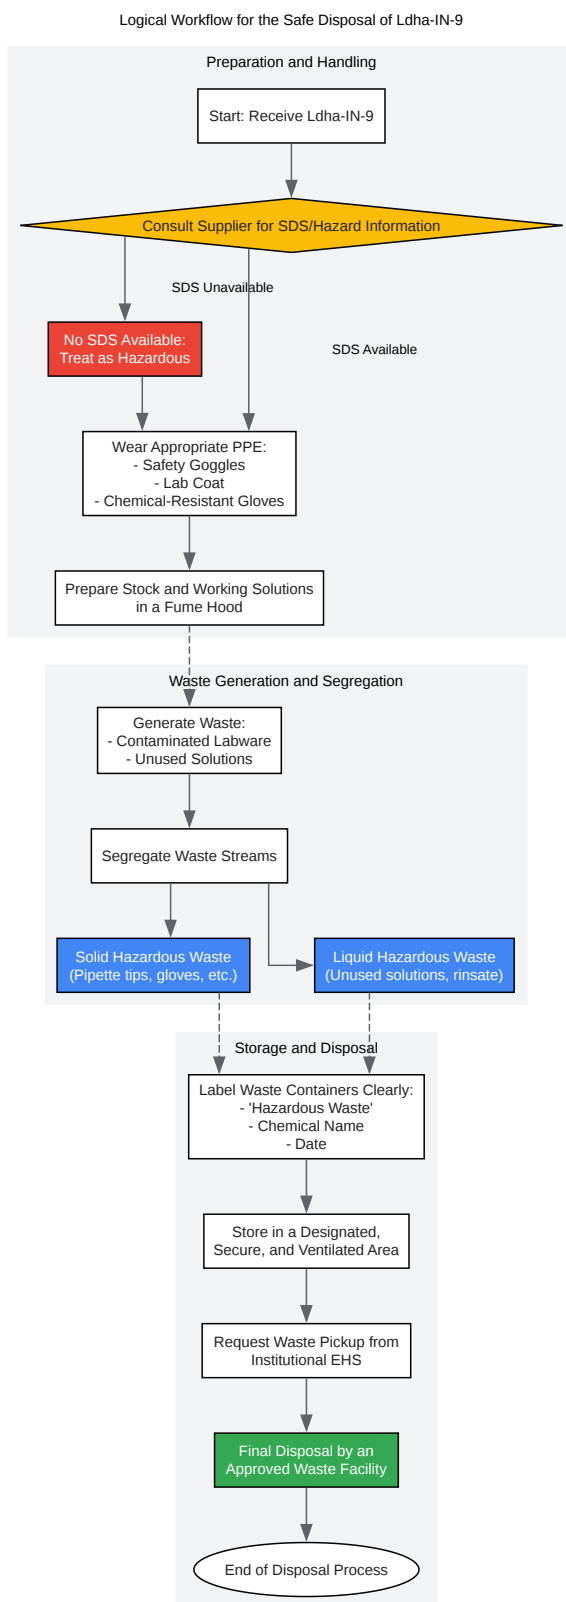 Logical Workflow for the Safe Disposal of Ldha-IN-9
Preparation and Handling
Start: Receive Ldha-IN-9
Consult Supplier for SDS/Hazard Information
SDS Unavailable
SDS Available
No SDS Available:
Treat as Hazardous
Wear Appropriate PPE:
- Safety Goggles
- Lab Coat
- Chemical-Resistant Gloves
Prepare Stock and Working Solutions
in a Fume Hood
Waste Generation and Segregation
Generate Waste:
- Contaminated Labware
- Unused Solutions
Segregate Waste Streams
Solid Hazardous Waste
(Pipette tips, gloves, etc.)
Liquid Hazardous Waste
(Unused solutions, rinsate)
Storage and Disposal
Label Waste Containers Clearly:
- 'Hazardous Waste'
- Chemical Name
- Date
Store in a Designated,
Secure, and Ventilated Area
Request Waste Pickup from
Institutional EHS
Final Disposal by an
Approved Waste Facility
End of Disposal Process